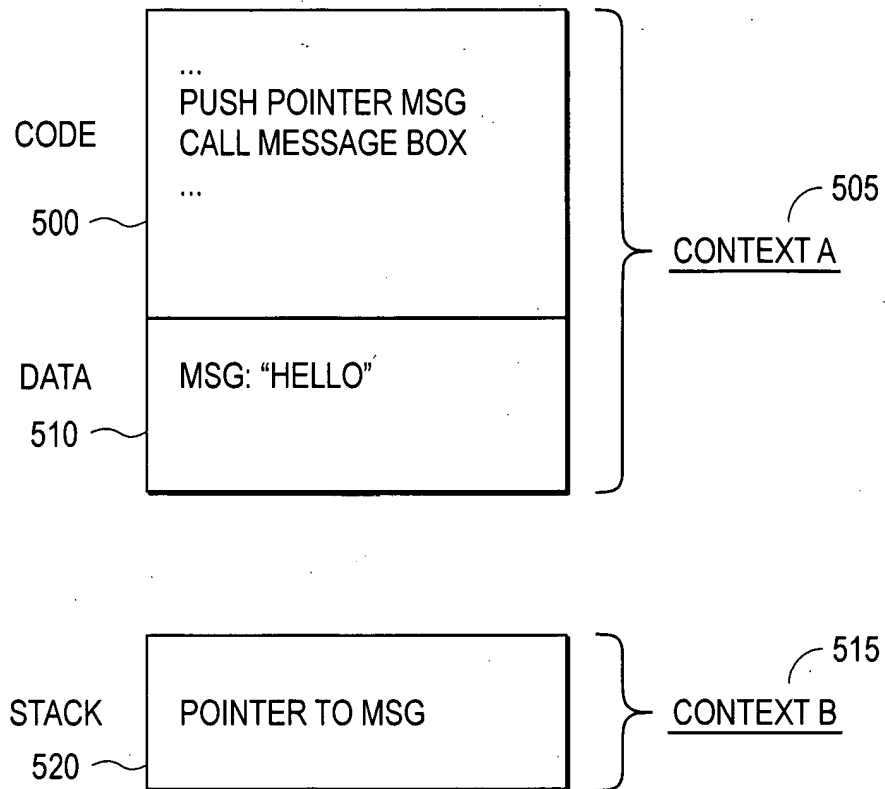 ...
PUSH POINTER MSG
CODE
CALL MESSAGE BOX
...
500
505
CONTEXT A
DATA
MSG: “HELLO”
510
515
STACK
POINTER TO MSG
CONTEXT B
520